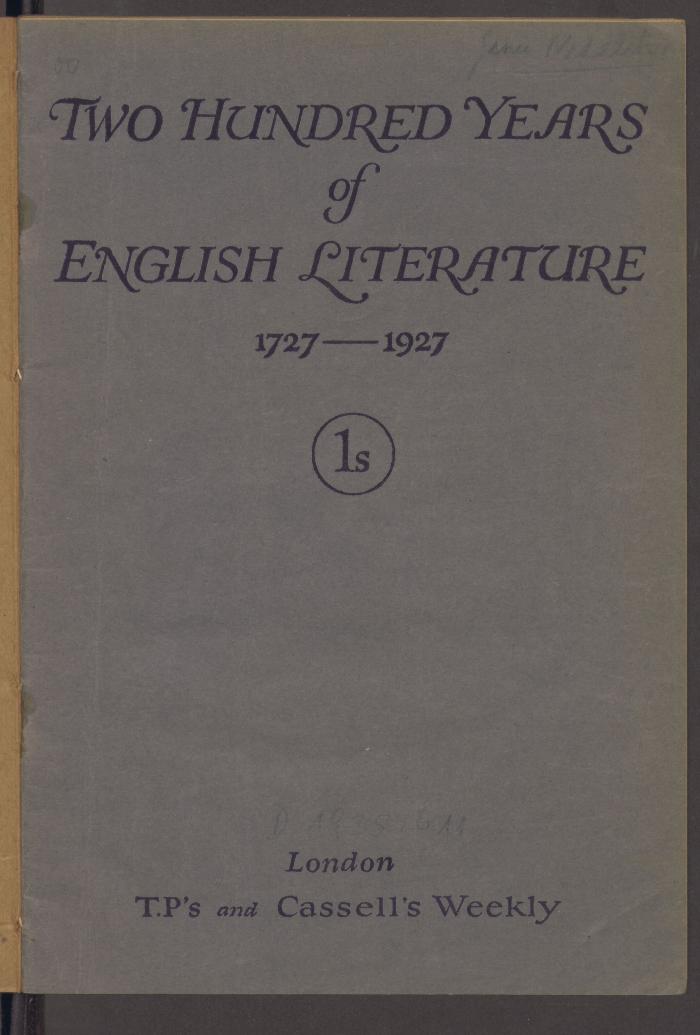 Two Hundred Years
of
English Literature
1727—1927
1s
London
T.P's and Cassell's Weekly